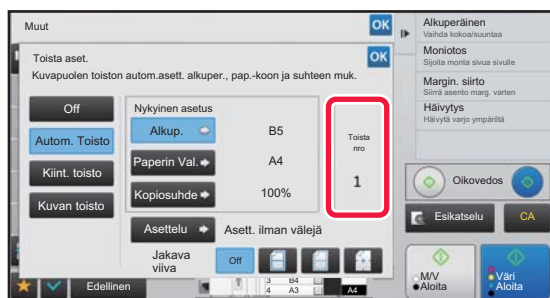 Muut
OK
Toista aset.
OK
Kuvapuolen toiston autom.asett. alkuper., pap.-koon ja suhteen muk.
Off
Autom. Toisto
Kiint. toisto
Kuvan toisto
Nykyinen asetus
Alkup.
B5
Paperin Val.
A4
Kopiosuhde
100%
Toista
nro
1
Asettelu
Asett. ilman välejä
Jakava
viiva
Off
Edellinen
3 B4
4 A3
A4
Alkuperäinen
Vaihda kokoa/suuntaa
Moniotos
Sijoita monta sivua sivulle
Margin. siirto
Siirrä asento marg. varten
Häivytys
Häivytä varjo ympäriltä
Oikovedos
Esikatselu
CA
M/V
Aloita
Väri
Aloita